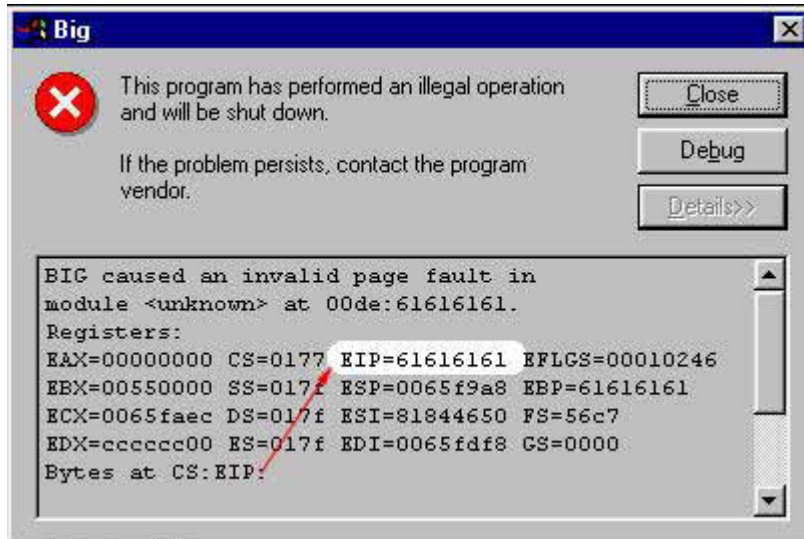 Big
This program has performed an illegal operation
and will be shut down.
If the problem persists, contact the program
vendor.
Close
Debug
Details>>
BIG caused an invalid page fault in
module <unknown> at 00de:61616161.
Registers:
EAX=00000000 CS=0177 EIP=61616161 EFLGS=00010246
EBX=00550000 SS=017f ESP=0065f9a8 EBP=61616161
ECX=0065faec DS=017f ESI=81844650 FS=56c7
EDX=cccccc00 ES=017f EDI=0065fdf8 GS=0000
Bytes at CS:EIP: